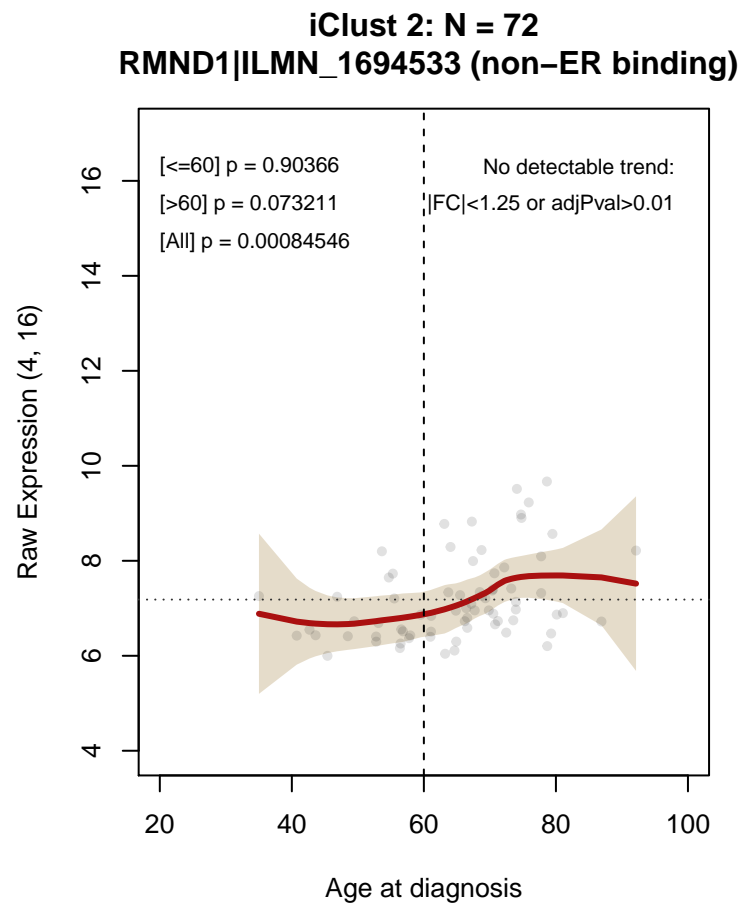 iClust 2: N = 72
RMND1|ILMN_1694533 (non−ER binding)
[<=60] p = 0.90366
[>60] p = 0.073211
[All] p = 0.00084546
No detectable trend:
|FC|<1.25 or adjPval>0.01
Raw Expression (4, 16)
16
14
12
10
8
6
4
20 40 60 80 100
Age at diagnosis